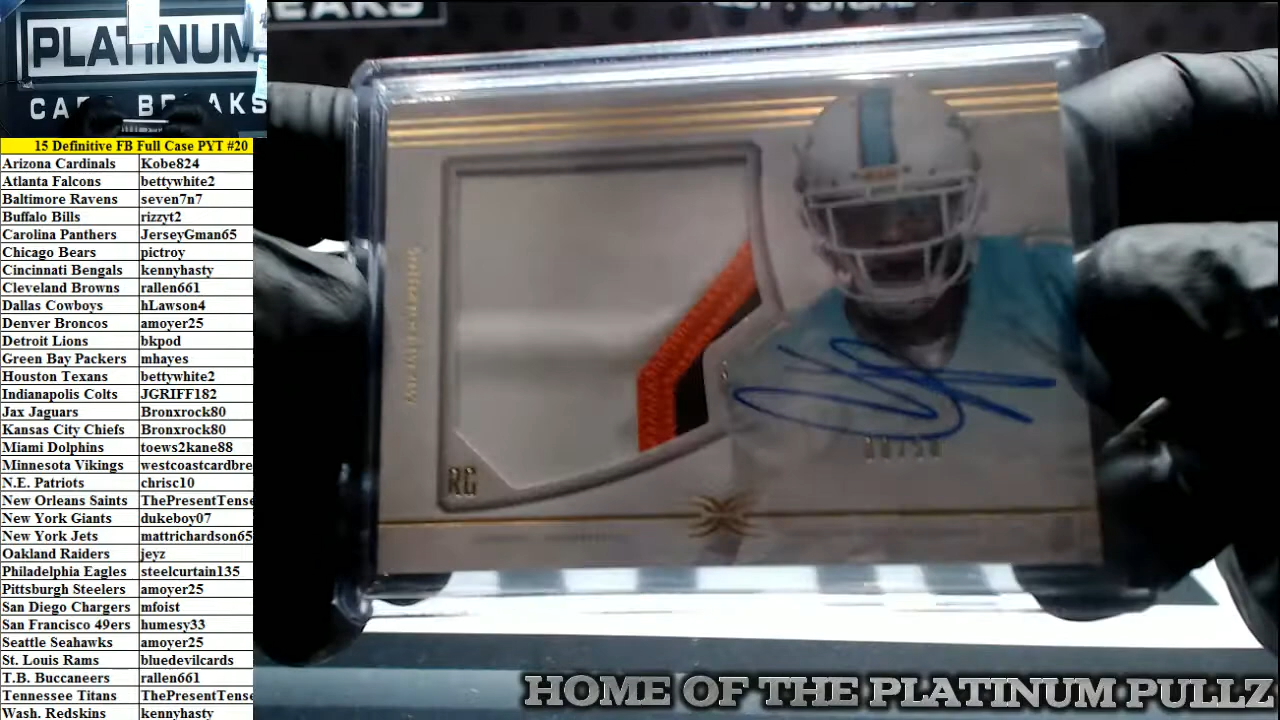 BREAKS
PLATINUM
CARD BREAKS
15 Definitive FB Full Case PYT #20
Arizona Cardinals Kobe824
Atlanta Falcons bettywhite2
Baltimore Ravens seven7n7
Buffalo Bills rizzyt2
Carolina Panthers JerseyGman65
Chicago Bears pictroy
Cincinnati Bengals kennyhasty
Cleveland Browns rallen661
Dallas Cowboys hLawson4
Denver Broncos amoyer25
Detroit Lions bkpod
Green Bay Packers mhayes
Houston Texans bettywhite2
Indianapolis Colts JGRIFF182
Jax Jaguars Bronxrock80
Kansas City Chiefs Bronxrock80
Miami Dolphins toews2kane88
Minnesota Vikings westcoastcardbre
N.E. Patriots chrisc10
New Orleans Saints ThePresentTense
New York Giants dukeboy07
New York Jets mattrichardson65
Oakland Raiders jeyz
Philadelphia Eagles steelcurtain135
Pittsburgh Steelers amoyer25
San Diego Chargers mfoist
San Francisco 49ers humesy33
Seattle Seahawks amoyer25
St. Louis Rams bluedevilcards
T.B. Buccaneers rallen661
Tennessee Titans ThePresentTense
Wash. Redskins kennyhasty
RG
HOME OF THE PLATINUM PULLZ